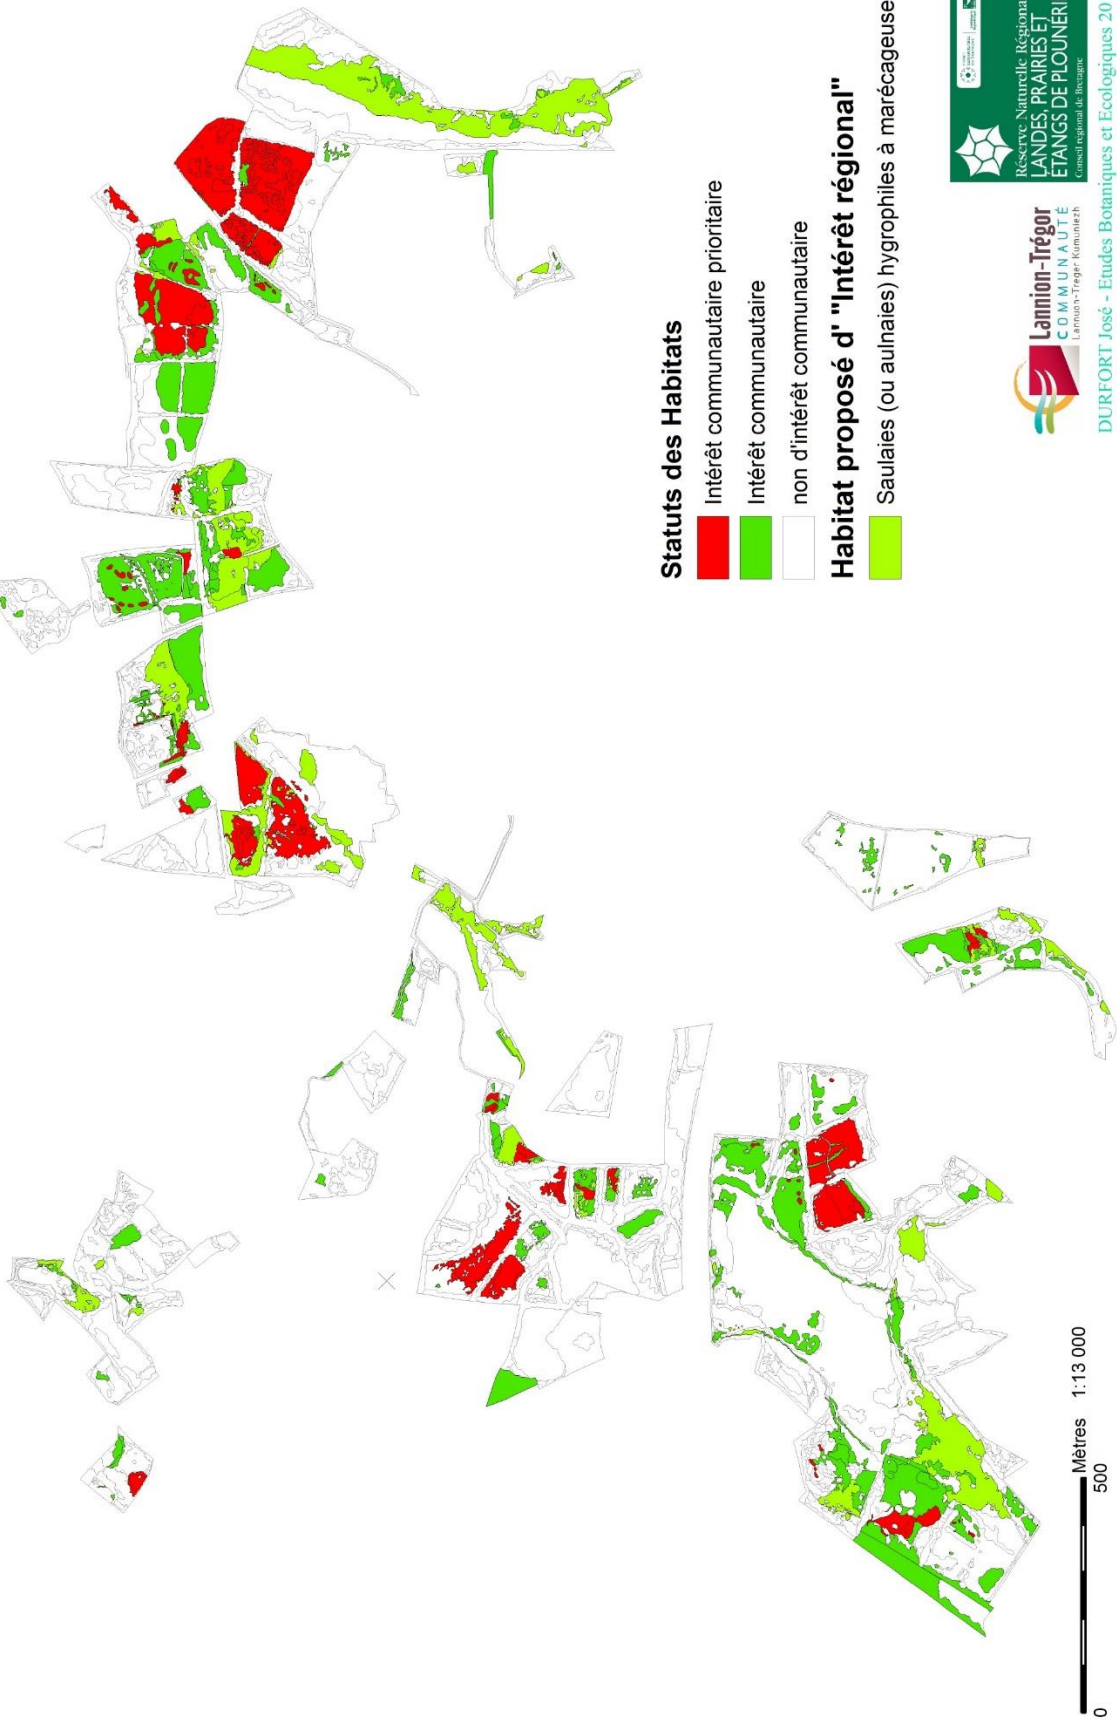 Statuts des Habitats
Intérêt communautaire prioritaire
Intérêt communautaire
non d'intérêt communautaire
Habitat proposé d' "Intérêt régional"
Saulaies (ou aulnaies) hygrophiles à marécageuse
0
500
Mètres 1:13 000
Lannion-Trégor
COMMUNAUTÉ
Lannuon-Treger Kumuniezh
Réserve Naturelle Régiona
LANDES, PRAIRIES ET
ETANGS DE PLOUNERI
Conseil régional de Bretagne
DURFORT José - Etudes Botaniques et Ecologiques 20